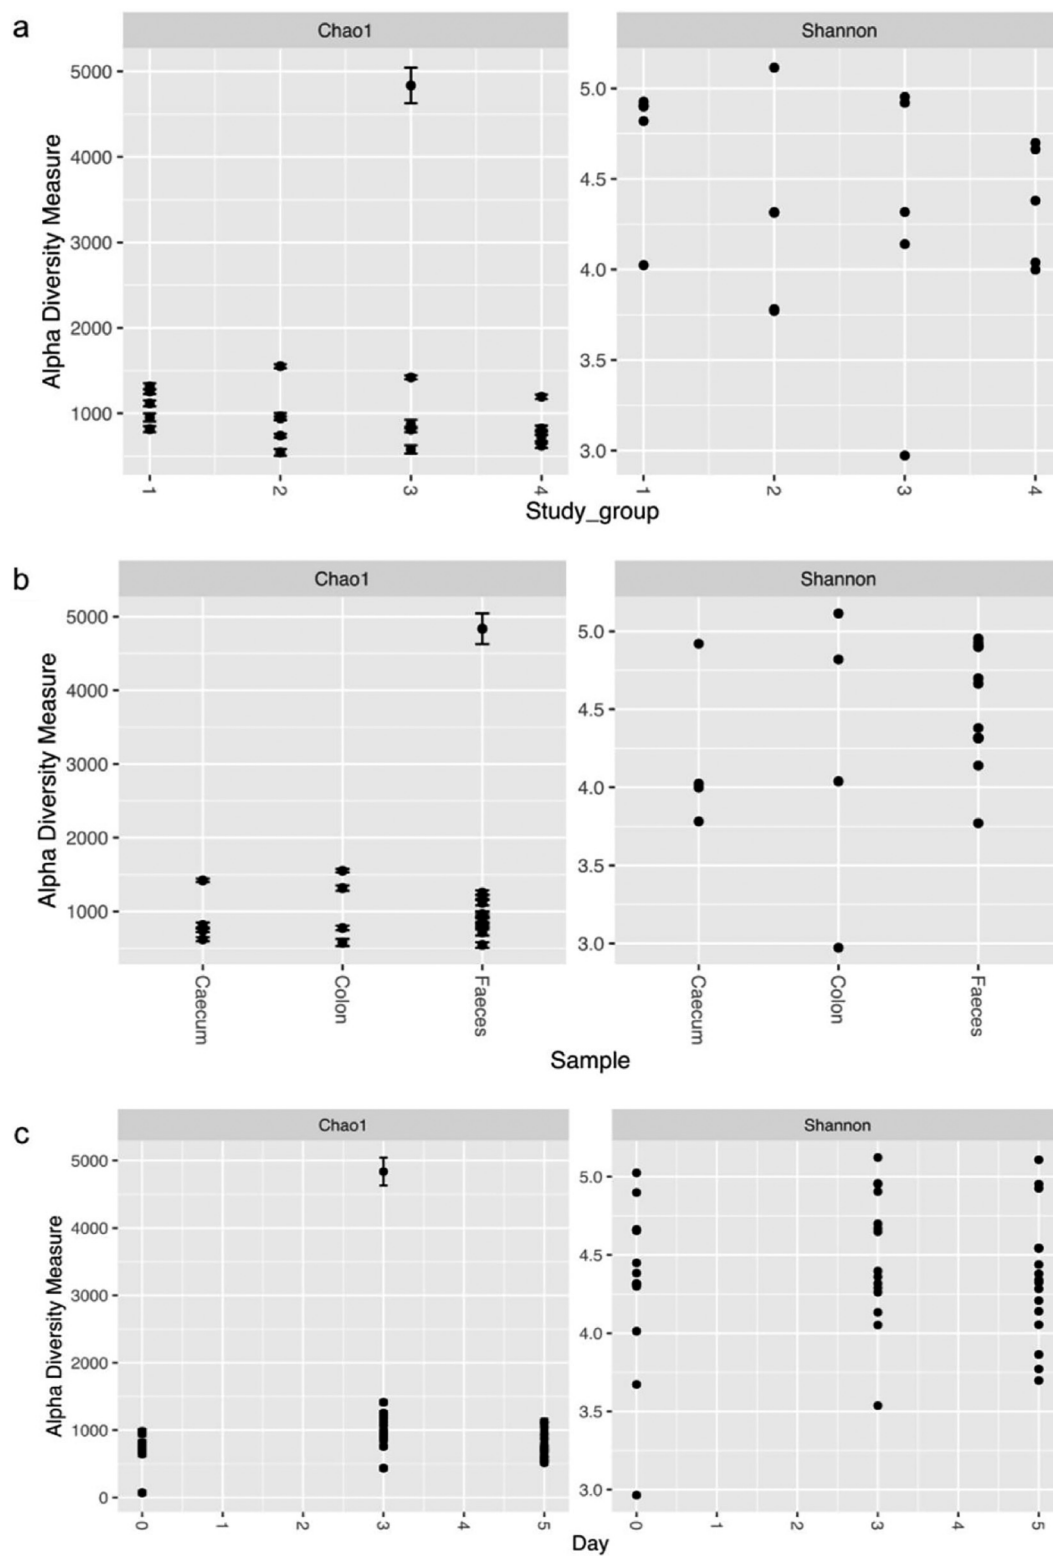 a
Chao1
Shannon
Alpha Diversity Measure
5000
4000
3000
2000
1000
5.0
4.5
4.0
3.5
3.0
1 2 3 4
1 2 3 4
Study_group
b
Chao1
Shannon
Alpha Diversity Measure
5000
4000
3000
2000
1000
5.0
4.5
4.0
3.5
3.0
Caecum Colon Faeces
Caecum Colon Faeces
Sample
c
Chao1
Shannon
Alpha Diversity Measure
5000
4000
3000
2000
1000
0
5.0
4.5
4.0
3.5
3.0
0 1 2 3 4 5
0 1 2 3 4 5
Day